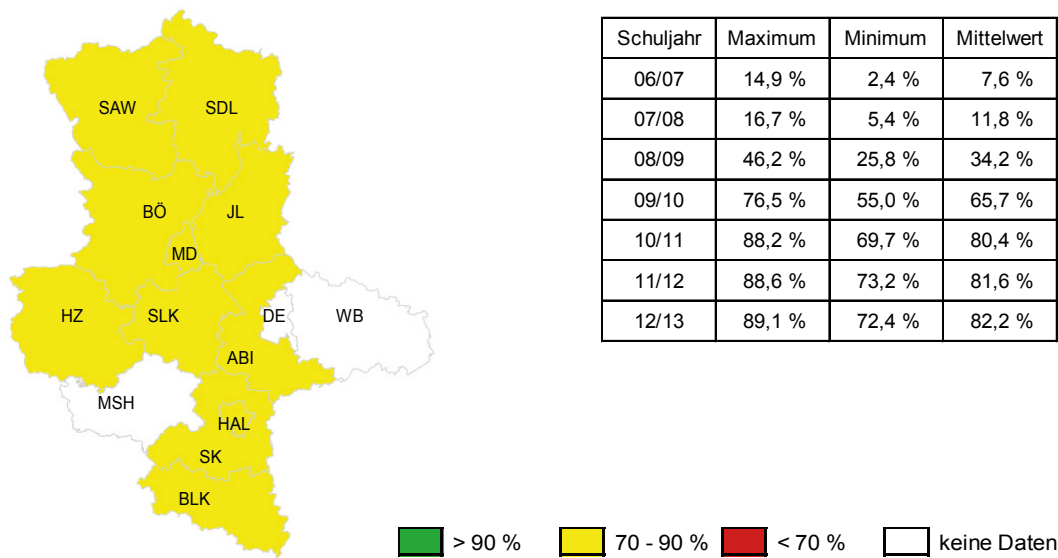 SAW SDL
BÖ JL
MD
HZ SLK DE WB
ABI
MSH
HAL
SK
BLK
Schuljahr Maximum Minimum Mittelwert
06/07 14,9 % 2,4 % 7,6 %
07/08 16,7 % 5,4 % 11,8 %
08/09 46,2 % 25,8 % 34,2 %
09/10 76,5 % 55,0 % 65,7 %
10/11 88,2 % 69,7 % 80,4 %
11/12 88,6 % 73,2 % 81,6 %
12/13 89,1 % 72,4 % 82,2 %
> 90 % 70 - 90 % < 70 % keine Daten